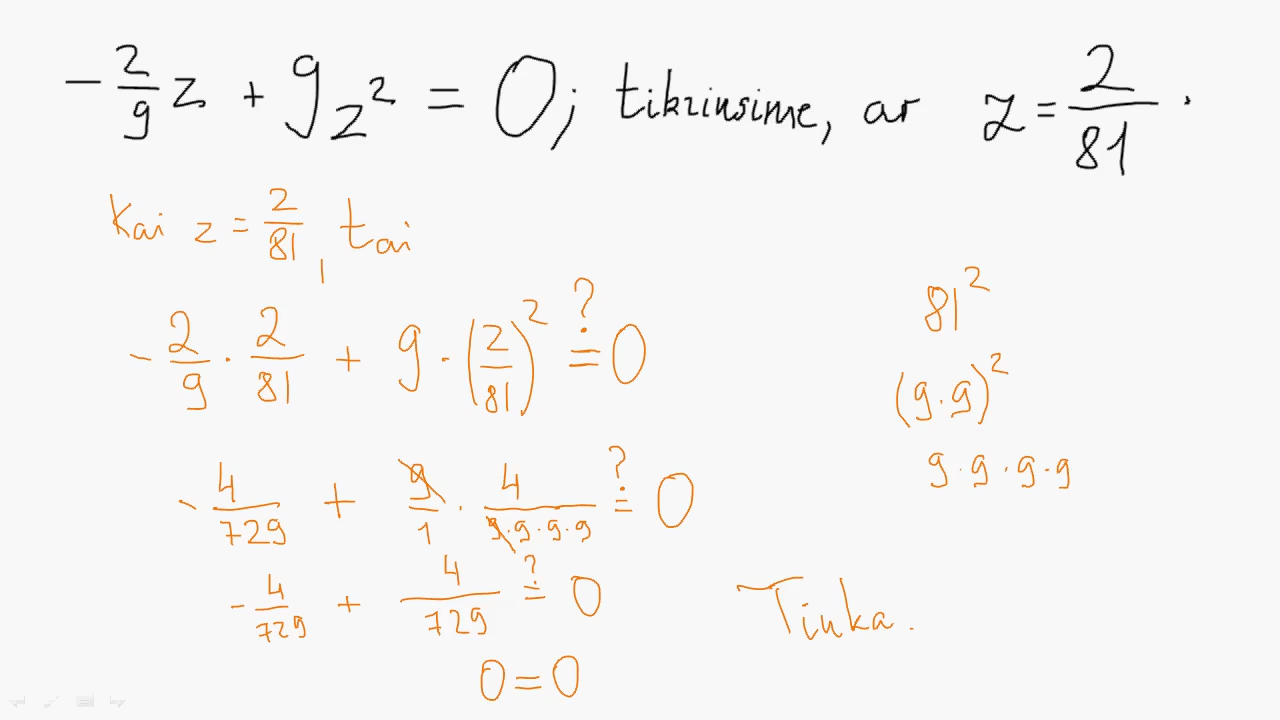 -2/9 z + 9z² = 0; tikrinsime, ar z = 2/81.
Kai z = 2/81, tai
-2/9 · 2/81 + 9 · (2/81)² ?= 0
-4/729 + 9/1 · 4/(9·9·9·9) ?= 0
-4/729 + 4/729 ?= 0
0 = 0
81²
(9·9)²
9·9·9·9
Tinka.